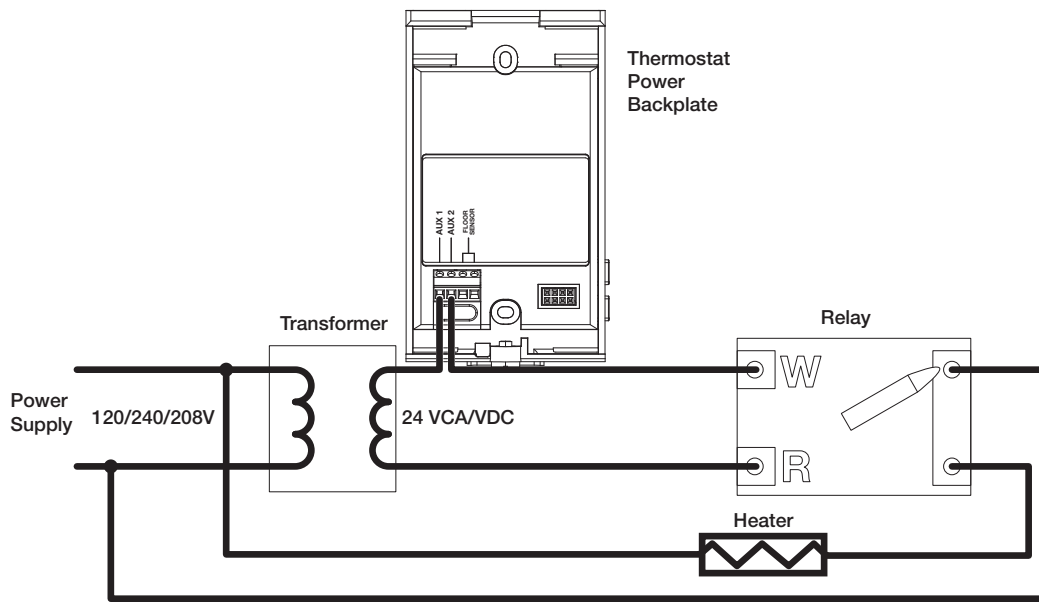 Thermostat
Power
Backplate
AUX 1
AUX 2
FLOOR
SENSOR
Transformer
Relay
Power
Supply
120/240/208V
24 VCA/VDC
W
R
Heater